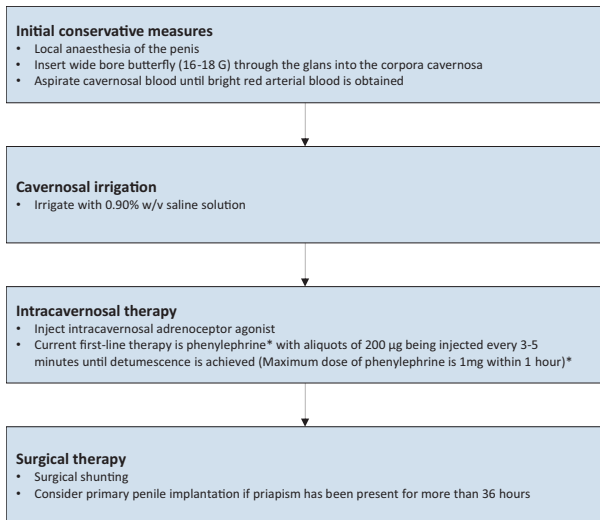 Initial conservative measures
• Local anaesthesia of the penis
• Insert wide bore butterfly (16-18 G) through the glans into the corpora cavernosa
• Aspirate cavernosal blood until bright red arterial blood is obtained
Cavernosal irrigation
• Irrigate with 0.90% w/v saline solution
Intracavernosal therapy
• Inject intracavernosal adrenoceptor agonist
• Current first-line therapy is phenylephrine* with aliquots of 200 µg being injected every 3-5
minutes until detumescence is achieved (Maximum dose of phenylephrine is 1mg within 1 hour)*
Surgical therapy
• Surgical shunting
• Consider primary penile implantation if priapism has been present for more than 36 hours